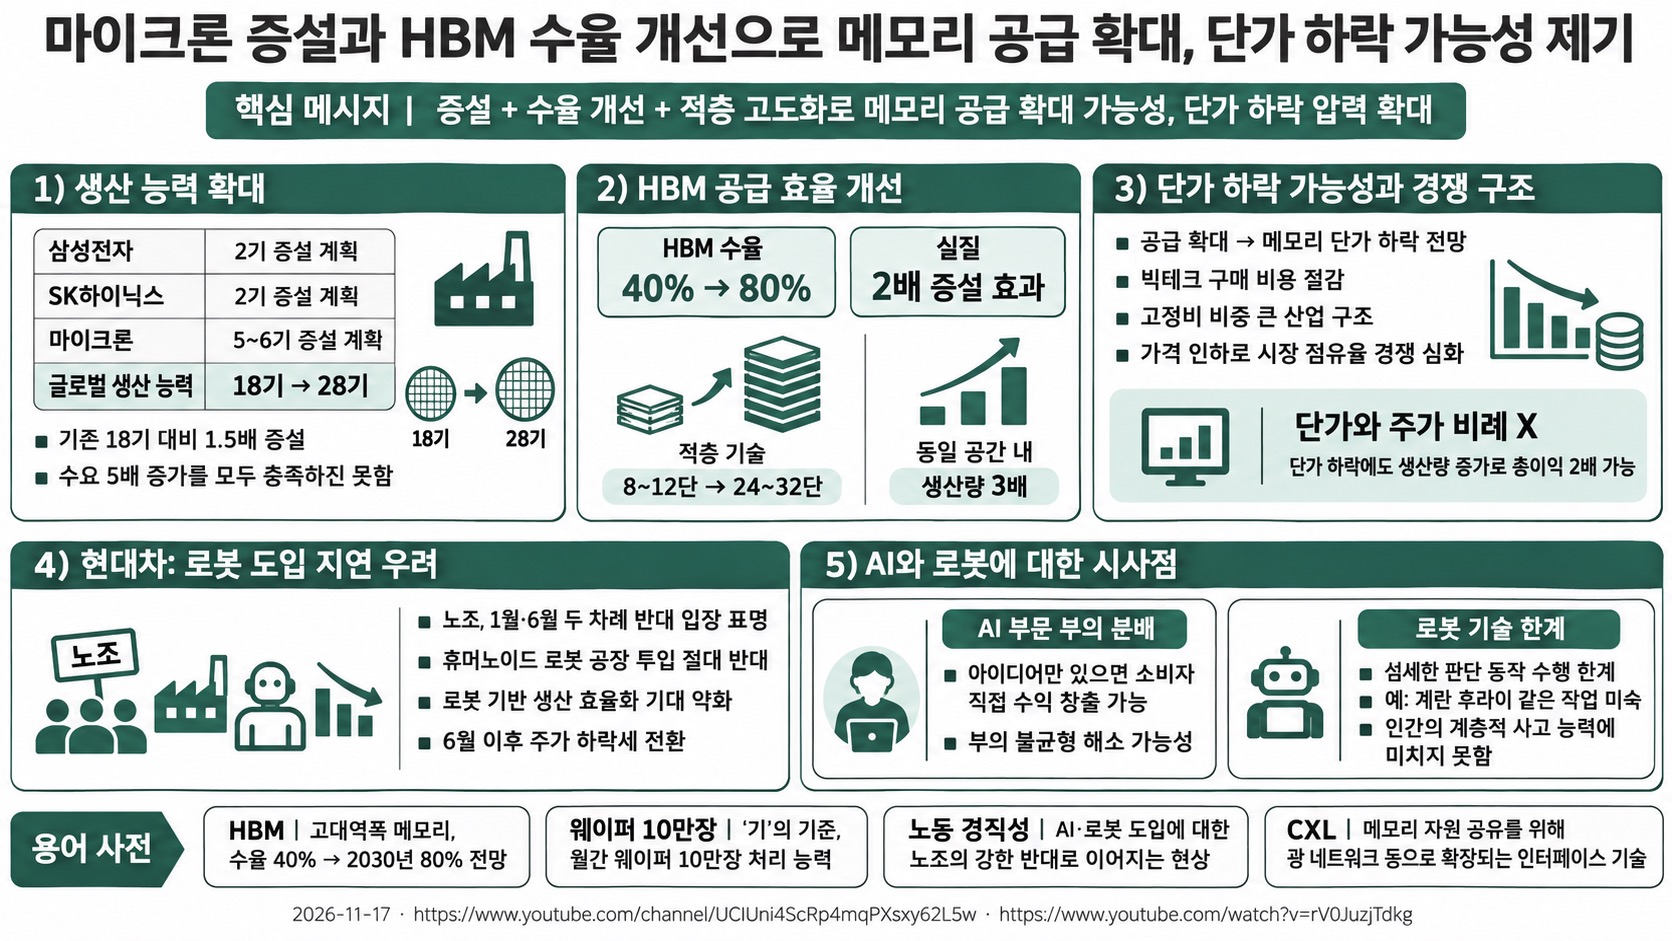 마이크론 증설과 HBM 수율 개선으로 메모리 공급 확대, 단가 하락 가능성 제기
핵심 메시지 | 증설 + 수율 개선 + 적층 고도화로 메모리 공급 확대 가능성, 단가 하락 압력 확대
1) 생산 능력 확대
삼성전자 2기 증설 계획
SK하이닉스 2기 증설 계획
마이크론 5~6기 증설 계획
글로벌 생산 능력 18기 → 28기
18기 28기
기존 18기 대비 1.5배 증설
수요 5배 증가를 모두 충족하진 못함
2) HBM 공급 효율 개선
HBM 수율
40% → 80%
실질
2배 증설 효과
적층 기술
8~12단 → 24~32단
동일 공간 내
생산량 3배
3) 단가 하락 가능성과 경쟁 구조
공급 확대 → 메모리 단가 하락 전망
빅테크 구매 비용 절감
고정비 비중 큰 산업 구조
가격 인하로 시장 점유율 경쟁 심화
단가와 주가 비례 X
단가 하락에도 생산량 증가로 총이익 2배 가능
4) 현대차: 로봇 도입 지연 우려
노조
노조, 1월·6월 두 차례 반대 입장 표명
휴머노이드 로봇 공장 투입 절대 반대
로봇 기반 생산 효율화 기대 약화
6월 이후 주가 하락세 전환
5) AI와 로봇에 대한 시사점
AI 부문 부의 분배
아이디어만 있으면 소비자
직접 수익 창출 가능
부의 불균형 해소 가능성
로봇 기술 한계
섬세한 판단 동작 수행 한계
예: 계란 후라이 같은 작업 미숙
인간의 계층적 사고 능력에
미치지 못함
용어 사전
HBM | 고대역폭 메모리,
수율 40% → 2030년 80% 전망
웨이퍼 10만장 | ‘기’의 기준,
월간 웨이퍼 10만장 처리 능력
노동 경직성 | AI·로봇 도입에 대한
노조의 강한 반대로 이어지는 현상
CXL | 메모리 자원 공유를 위해
광 네트워크 동으로 확장되는 인터페이스 기술
2026-11-17 · https://www.youtube.com/channel/UCIUni4ScRp4mqPXsxy62L5w · https://www.youtube.com/watch?v=rV0JuzjTdkg